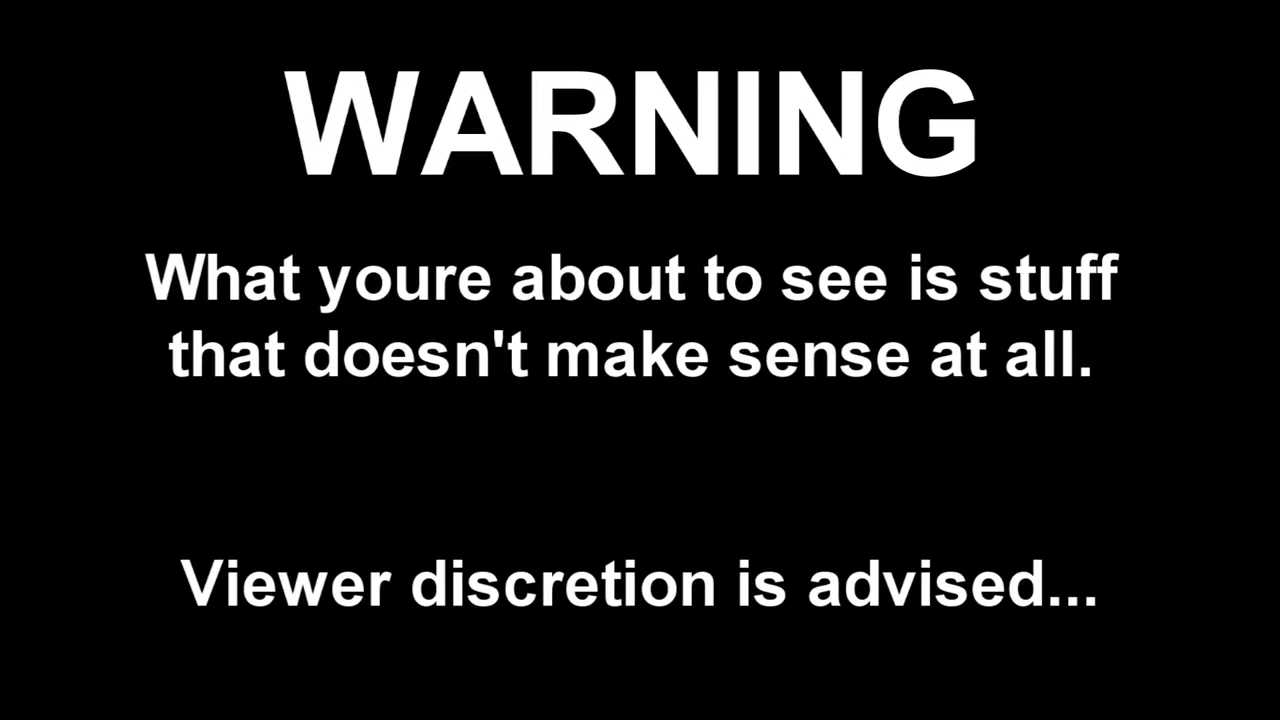 WARNING
What youre about to see is stuff
that doesn't make sense at all.
Viewer discretion is advised...